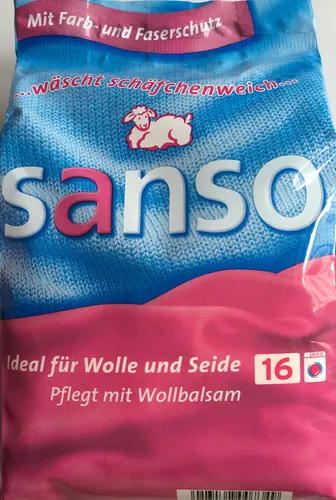 Mit Farb- und Faserschutz
...wäscht schäfchenweich...
sanso
Ideal für Wolle und Seide 16
Pflegt mit Wollbalsam